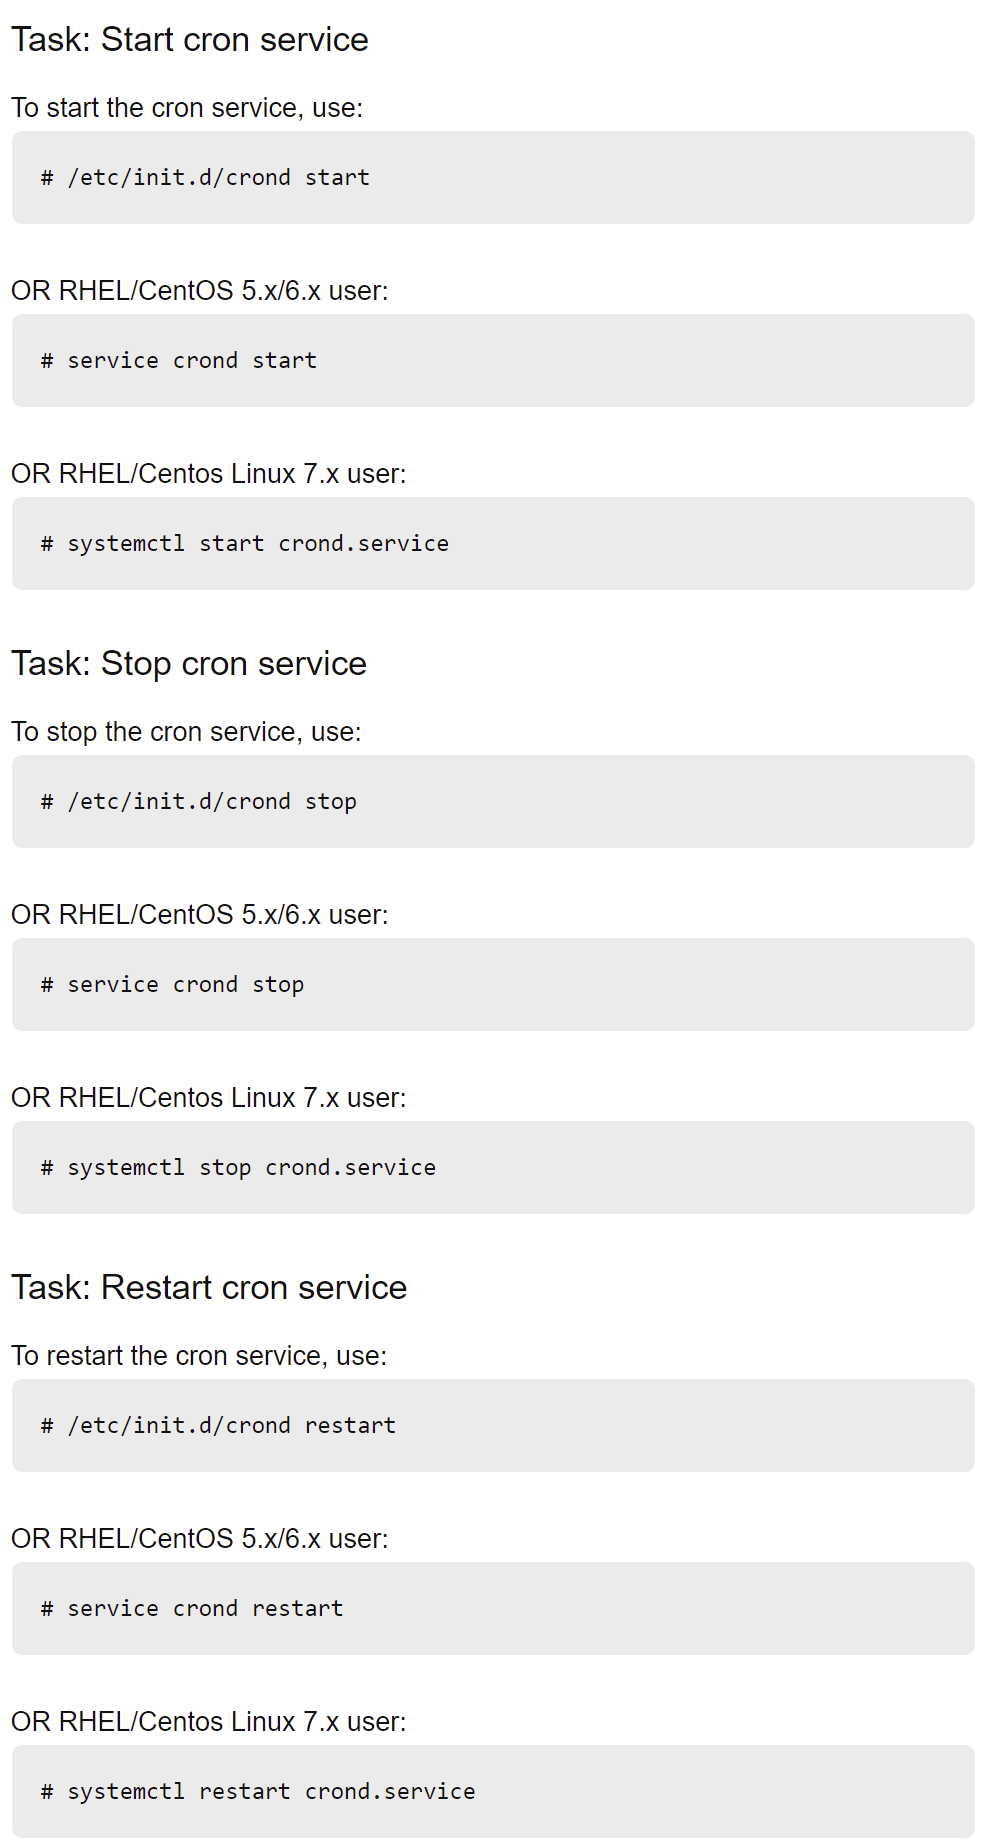 Task: Start cron service
To start the cron service, use:
# /etc/init.d/crond start
OR RHEL/CentOS 5.x/6.x user:
# service crond start
OR RHEL/Centos Linux 7.x user:
# systemctl start crond.service
Task: Stop cron service
To stop the cron service, use:
# /etc/init.d/crond stop
OR RHEL/CentOS 5.x/6.x user:
# service crond stop
OR RHEL/Centos Linux 7.x user:
# systemctl stop crond.service
Task: Restart cron service
To restart the cron service, use:
# /etc/init.d/crond restart
OR RHEL/CentOS 5.x/6.x user:
# service crond restart
OR RHEL/Centos Linux 7.x user:
# systemctl restart crond.service